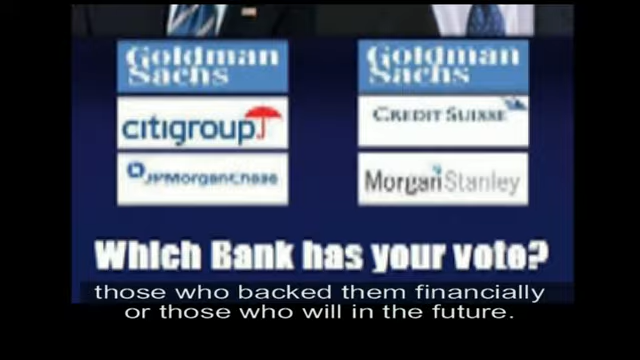 Goldman Sachs
Goldman Sachs
citigroup
CREDIT SUISSE
JPMorganChase
MorganStanley
Which Bank has your vote?
those who backed them financially
or those who will in the future.